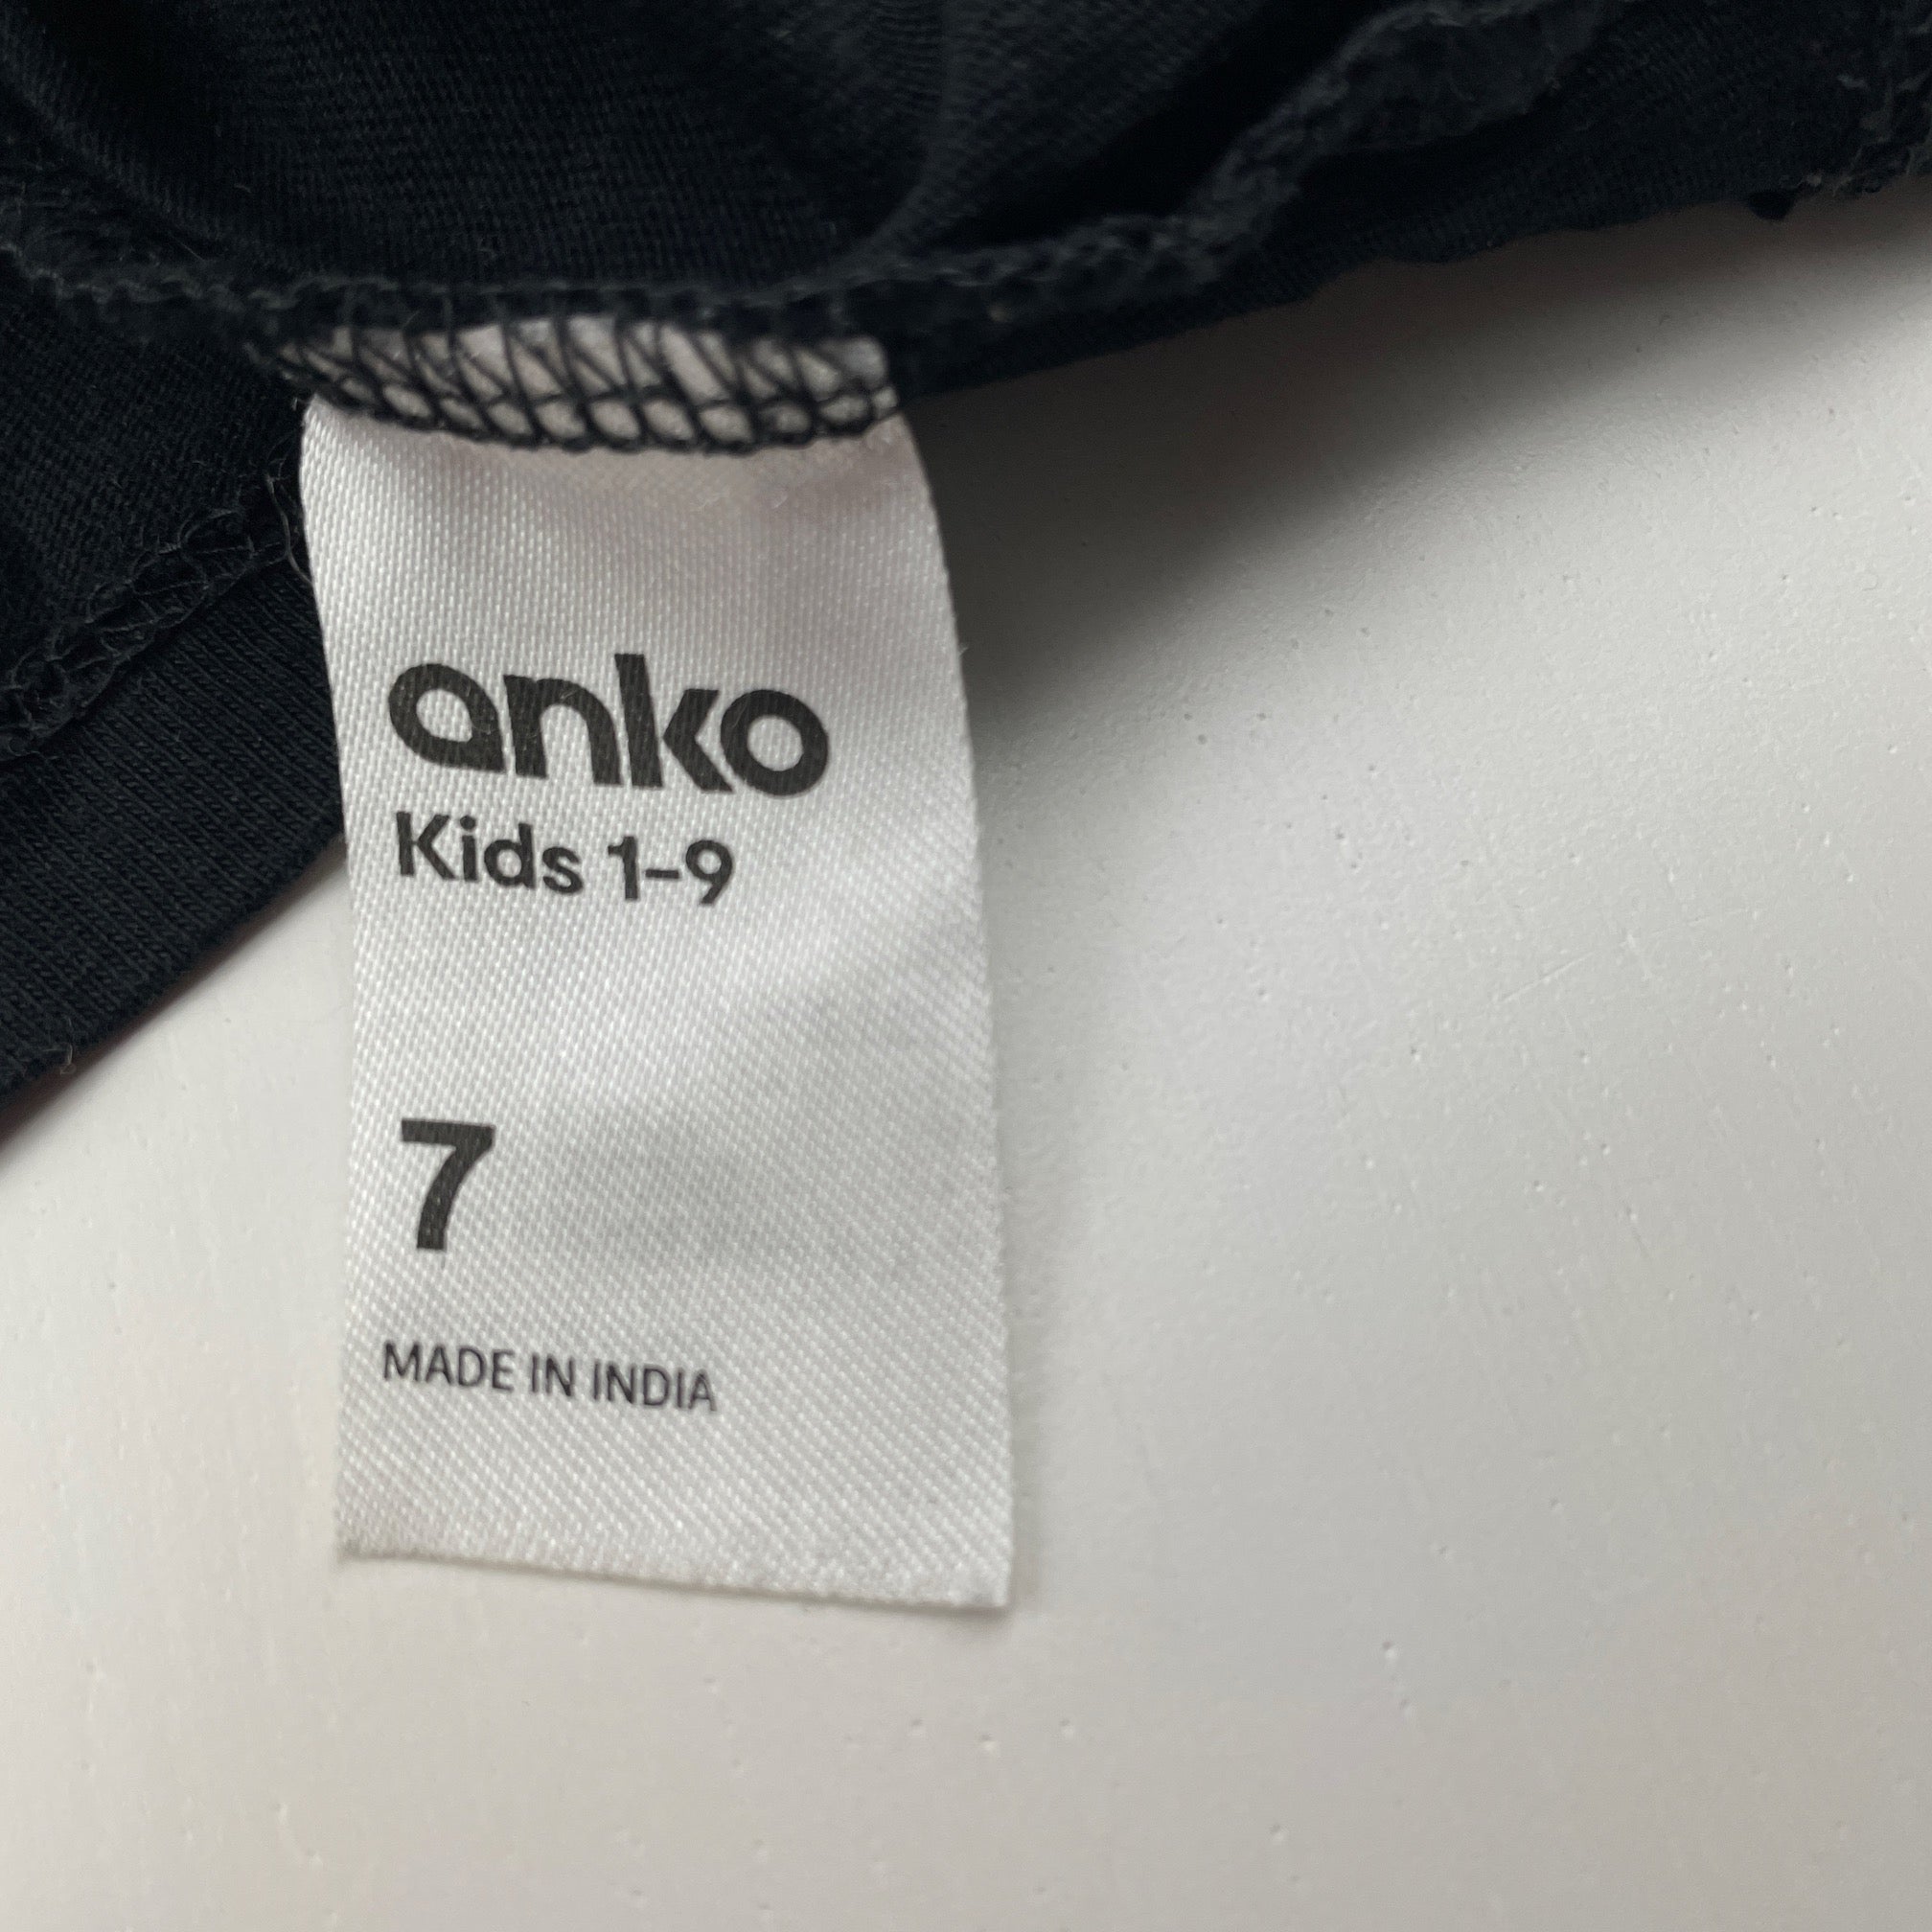 anko
Kids 1-9
7
MADE IN INDIA